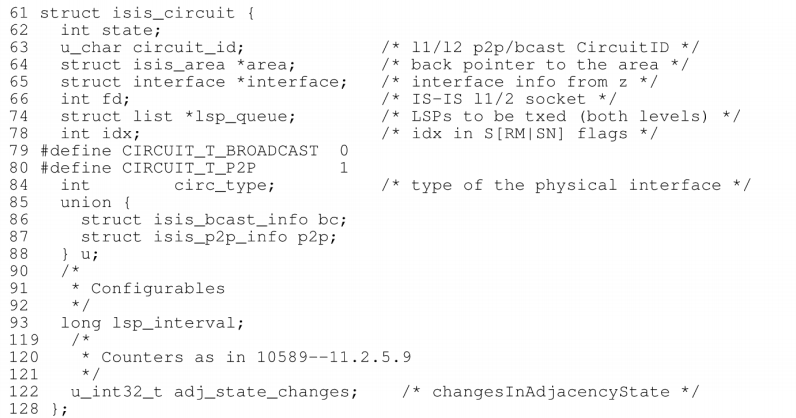 61 struct isis_circuit {
62   int state;
63   u_char circuit_id;             /* l1/l2 p2p/bcast CircuitID */
64   struct isis_area *area;        /* back pointer to the area */
65   struct interface *interface;   /* interface info from z */
66   int fd;                        /* IS-IS l1/2 socket */
74   struct list *lsp_queue;        /* LSPs to be txed (both levels) */
78   int idx;                       /* idx in S[RM|SN] flags */
79 #define CIRCUIT_T_BROADCAST  0
80 #define CIRCUIT_T_P2P        1
84   int        circ_type;          /* type of the physical interface */
85   union {
86     struct isis_bcast_info bc;
87     struct isis_p2p_info p2p;
88   } u;
90   /*
91    * Configurables
92    */
93   long lsp_interval;
119   /*
120    * Counters as in 10589--11.2.5.9
121    */
122   u_int32_t adj_state_changes;    /* changesInAdjacencyState */
128 };